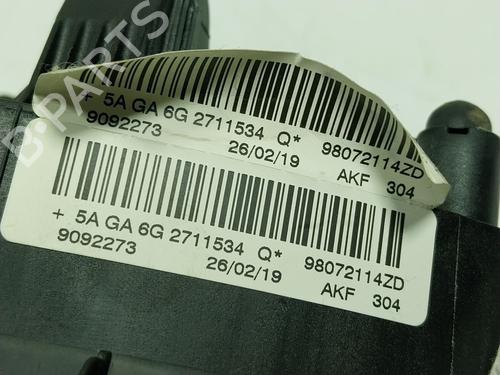 + 5A GA 6G 2711534 Q* 98072114ZD
9092273 26/02/19 AKF 304
+ 5A GA 6G 2711534 Q* 98072114ZD
9092273 26/02/19 AKF 304
B-PARTS